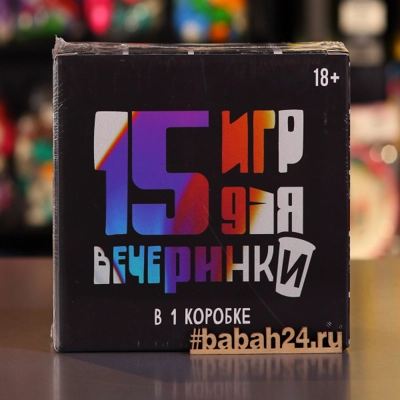 18+
15 ИГР
для
вечеринки
в 1 коробке
#babah24.ru